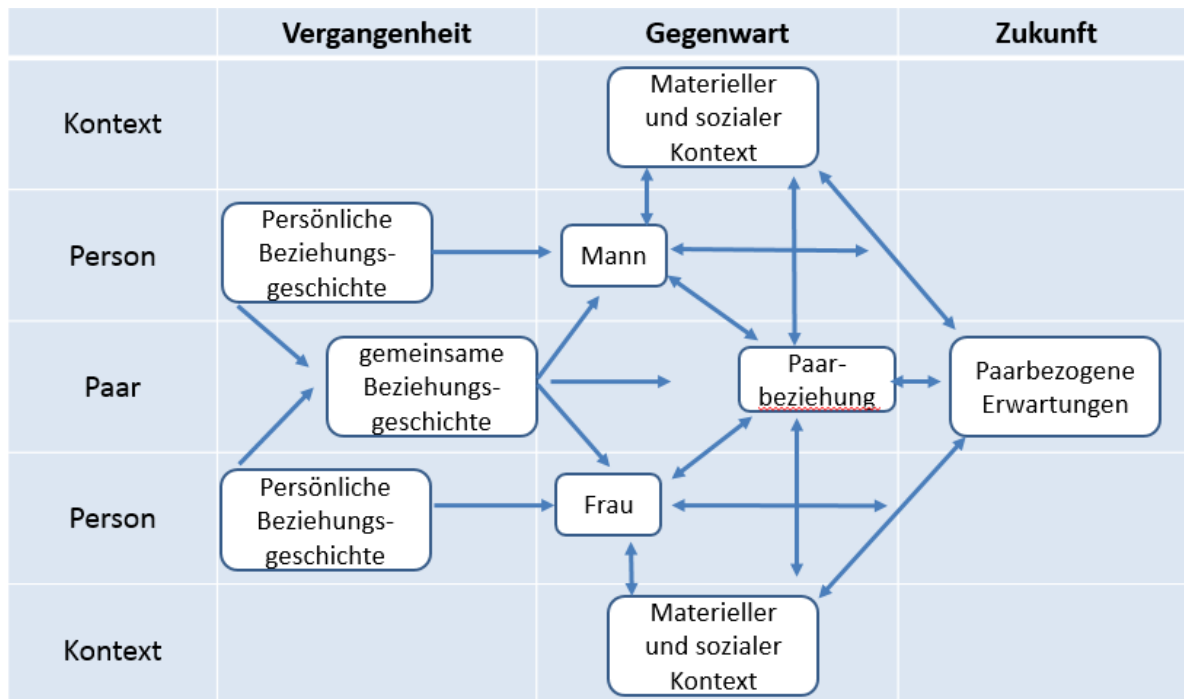 Vergangenheit
Gegenwart
Zukunft
Kontext
Materieller
und sozialer
Kontext
Person
Persönliche
Beziehungs-
geschichte
Mann
Paar
gemeinsame
Beziehungs-
geschichte
Paar-
beziehung
Paarbezogene
Erwartungen
Person
Persönliche
Beziehungs-
geschichte
Frau
Kontext
Materieller
und sozialer
Kontext